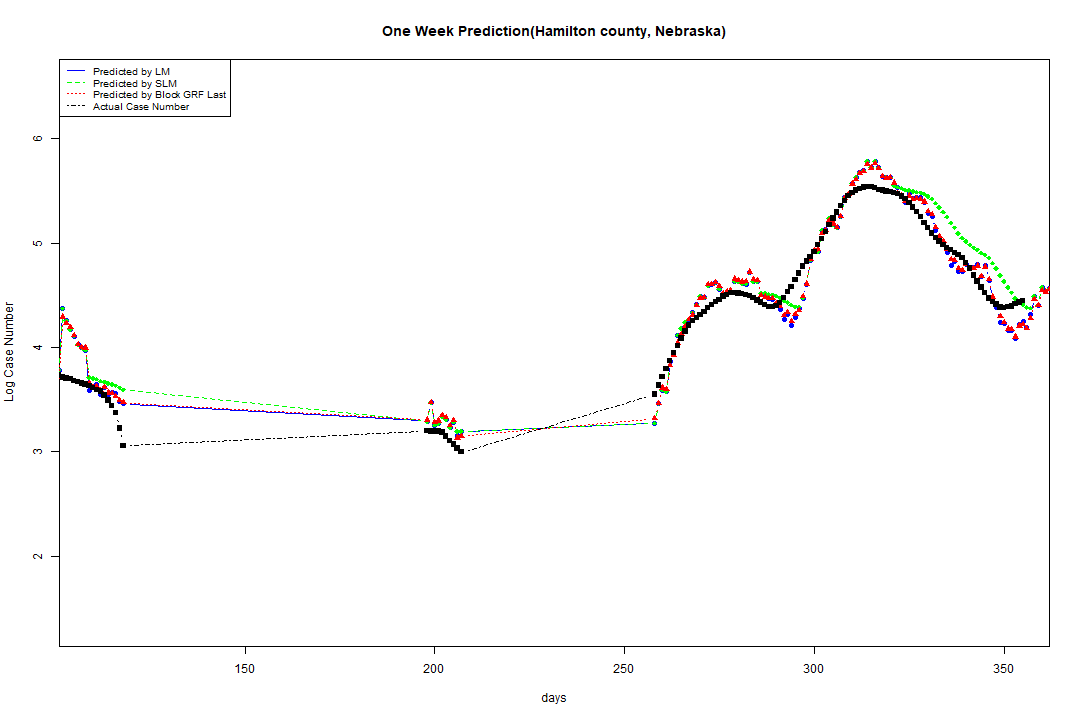 One Week Prediction(Hamilton county, Nebraska)
Predicted by LM
Predicted by SLM
Predicted by Block GRF Last
Actual Case Number
Log Case Number
6
5
4
3
2
150
200
250
300
350
days